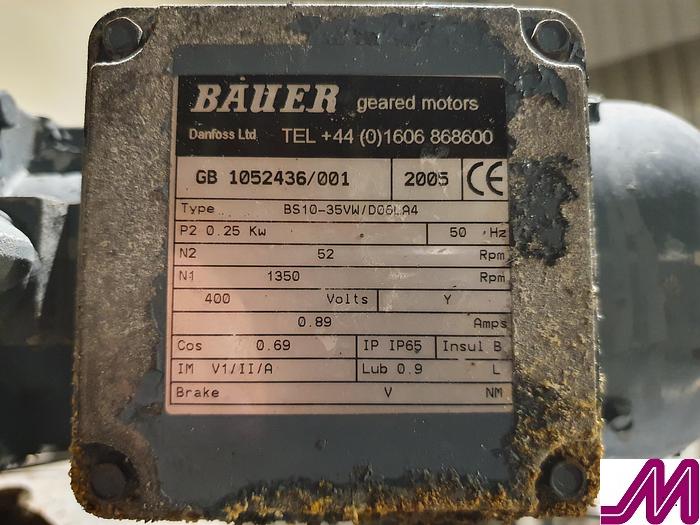 BAUER geared motors
Danfoss Ltd TEL +44 (0)1606 868600
GB 1052436/001 2005 CE
Type BS10-35VW/D06LA4
P2 0.25 Kw 50 Hz
N2 52 Rpm
N1 1350 Rpm
400 Volts Y
0.89 Amps
Cos 0.69 IP IP65 Insul B
IM V1/II/A Lub 0.9 L
Brake V NM
M